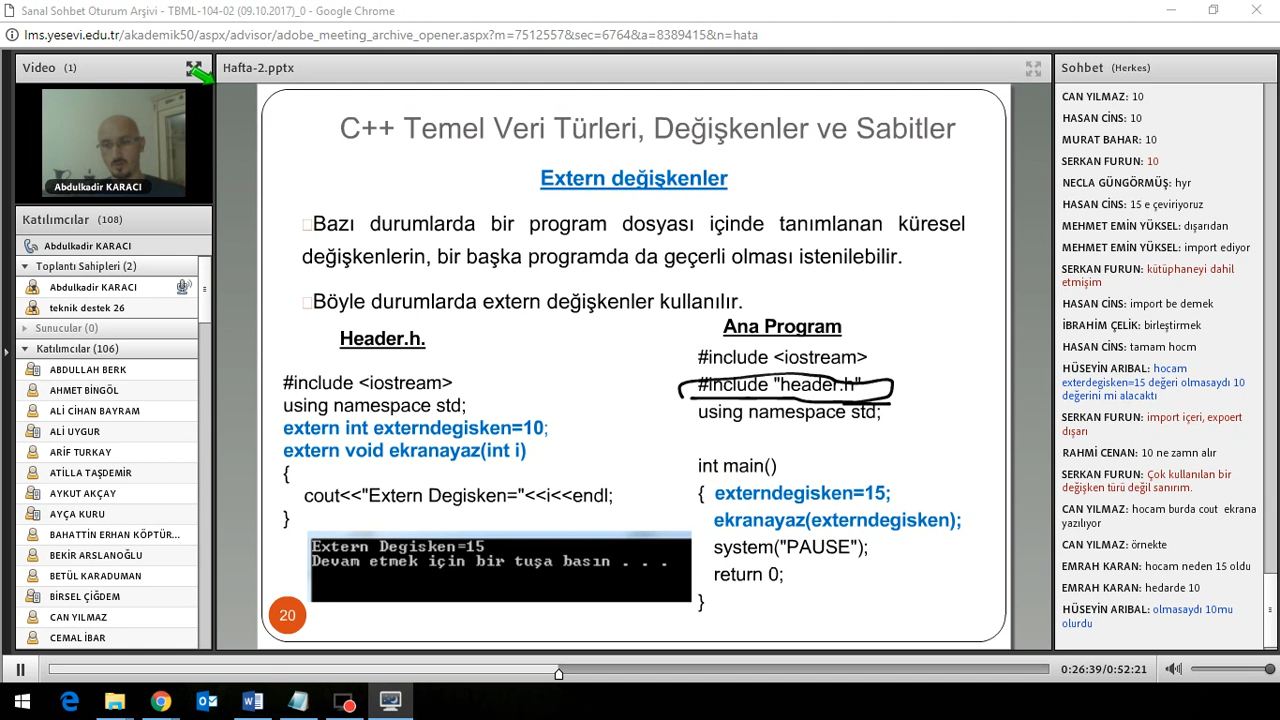 Sanal Sohbet Oturum Arşivi - TBML-104-02 (09.10.2017)_0 - Google Chrome
lms.yesevi.edu.tr/akademik50/aspx/advisor/adobe_meeting_archive_opener.aspx?m=7512557&sec=6764&a=8389415&n=hata
Video (1)
Abdulkadir KARACI
Katılımcılar (108)
Abdulkadir KARACI
Toplantı Sahipleri (2)
Abdulkadir KARACI
teknik destek 26
Sunucular (0)
Katılımcılar (106)
ABDULLAH BERK
AHMET BİNGÖL
ALİ CİHAN BAYRAM
ALİ UYGUR
ARİF TURKAY
ATİLLA TAŞDEMİR
AYKUT AKÇAY
AYÇA KURU
BAHATTİN ERHAN KÖPTÜR...
BEKİR ARSLANOĞLU
BETÜL KARADUMAN
BİRSEL ÇİĞDEM
CAN YILMAZ
CEMAL İBAR
Hafta-2.pptx
C++ Temel Veri Türleri, Değişkenler ve Sabitler
Extern değişkenler
Bazı durumlarda bir program dosyası içinde tanımlanan küresel
değişkenlerin, bir başka programda da geçerli olması istenilebilir.
Böyle durumlarda extern değişkenler kullanılır.
Header.h.
#include <iostream>
using namespace std;
extern int externdegisken=10;
extern void ekranayaz(int i)
{
cout<<"Extern Degisken="<<i<<endl;
}
Extern Degisken=15
Devam etmek için bir tuşa basın . . .
20
Ana Program
#include <iostream>
#include "header.h"
using namespace std;
int main()
{ externdegisken=15;
ekranayaz(externdegisken);
system("PAUSE");
return 0;
}
Sohbet (Herkes)
CAN YILMAZ: 10
HASAN CİNS: 10
MURAT BAHAR: 10
SERKAN FURUN: 10
NECLA GÜNGÖRMÜŞ: hyr
HASAN CİNS: 15 e çeviriyoruz
MEHMET EMİN YÜKSEL: dışarıdan
MEHMET EMİN YÜKSEL: import ediyor
SERKAN FURUN: kütüphaneyi dahil
etmişim
HASAN CİNS: import be demek
İBRAHİM ÇELİK: birleştirmek
HASAN CİNS: tamam hocm
HÜSEYİN ARIBAL: hocam
exterdegisken=15 değeri olmasaydı 10
değerini mi alacaktı
SERKAN FURUN: import içeri, expoert
dışarı
RAHMİ CENAN: 10 ne zamn alır
SERKAN FURUN: Çok kullanılan bir
değişken türü değil sanırım.
CAN YILMAZ: hocam burda cout ekrana
yazılıyor
CAN YILMAZ: örnekte
EMRAH KARAN: hocam neden 15 oldu
EMRAH KARAN: hedarde 10
HÜSEYİN ARIBAL: olmasaydı 10mu
olurdu
0:26:39/0:52:21